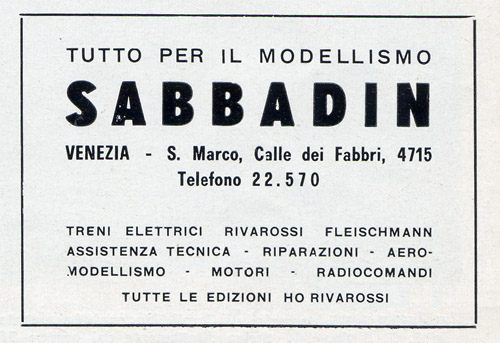 TUTTO PER IL MODELLISMO
SABBADIN
VENEZIA - S. Marco, Calle dei Fabbri, 4715
Telefono 22.570
TRENI ELETTRICI RIVAROSSI FLEISCHMANN
ASSISTENZA TECNICA - RIPARAZIONI - AERO-
MODELLISMO - MOTORI - RADIOCOMANDI
TUTTE LE EDIZIONI HO RIVAROSSI